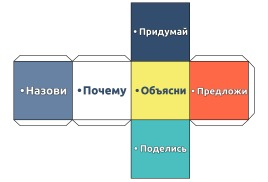 • Придумай
• Назови
• Почему
• Объясни
• Предложи
• Поделись